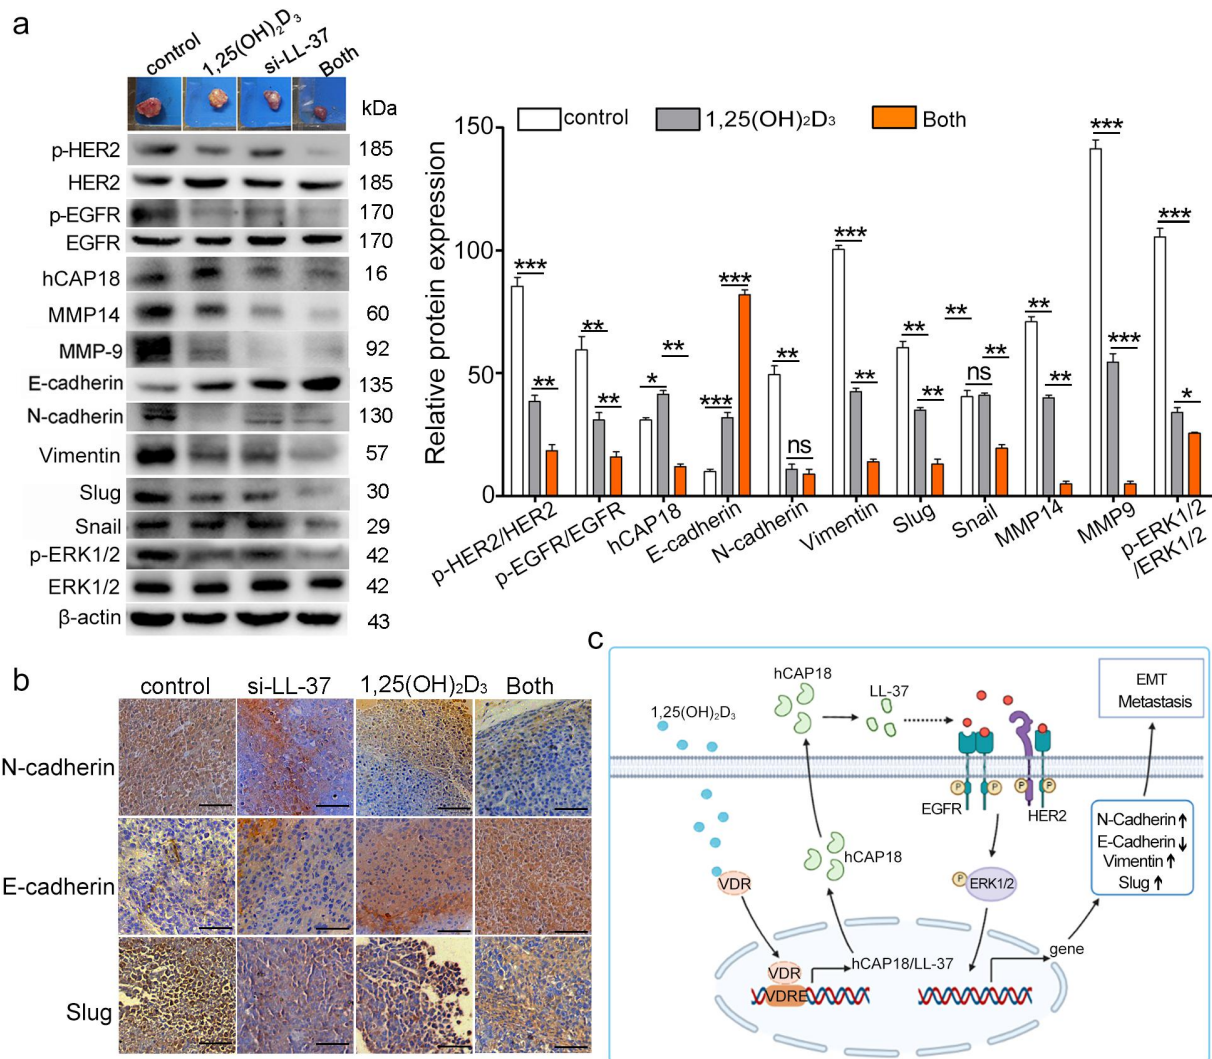 a
control
1,25(OH)₂D₃
si-LL-37
Both
kDa
p-HER2 185
HER2 185
p-EGFR 170
EGFR 170
hCAP18 16
MMP14 60
MMP-9 92
E-cadherin 135
N-cadherin 130
Vimentin 57
Slug 30
Snail 29
p-ERK1/2 42
ERK1/2 42
β-actin 43
control 1,25(OH)₂D₃ Both
Relative protein expression
150
100
50
0
*** **
** **
* **
*** ***
** ns
*** **
** **
** ns **
** **
*** ***
*** *
p-HER2/HER2
p-EGFR/EGFR
hCAP18
E-cadherin
N-cadherin
Vimentin
Slug
Snail
MMP14
MMP9
p-ERK1/2
/ERK1/2
b
control si-LL-37 1,25(OH)₂D₃ Both
N-cadherin
E-cadherin
Slug
c
hCAP18
LL-37
1,25(OH)₂D₃
EMT
Metastasis
P P P P
EGFR
HER2
N-Cadherin↑
E-Cadherin↓
Vimentin↑
Slug↑
hCAP18
VDR
P ERK1/2
gene
hCAP18/LL-37
VDR
VDRE